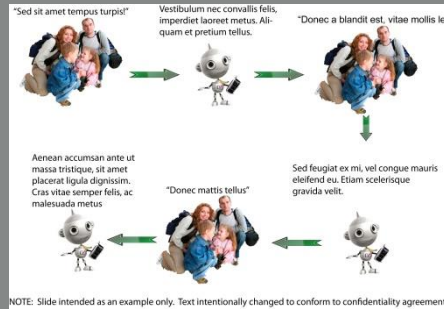 "Sed sit amet tempus turpis!"
Vestibulum nec convallis felis,
imperdiet laoreet metus. Ali-
quam et pretium tellus.
"Donec a blandit est, vitae mollis le
Sed feugiat ex mi, vel congue mauris
eleifend eu. Etiam scelerisque
gravida velit.
"Donec mattis tellus"
Aenean accumsan ante ut
massa tristique, sit amet
placerat ligula dignissim.
Cras vitae semper felis, ac
malesuada metus
NOTE: Slide intended as an example only. Text intentionally changed to conform to confidentiality agreement